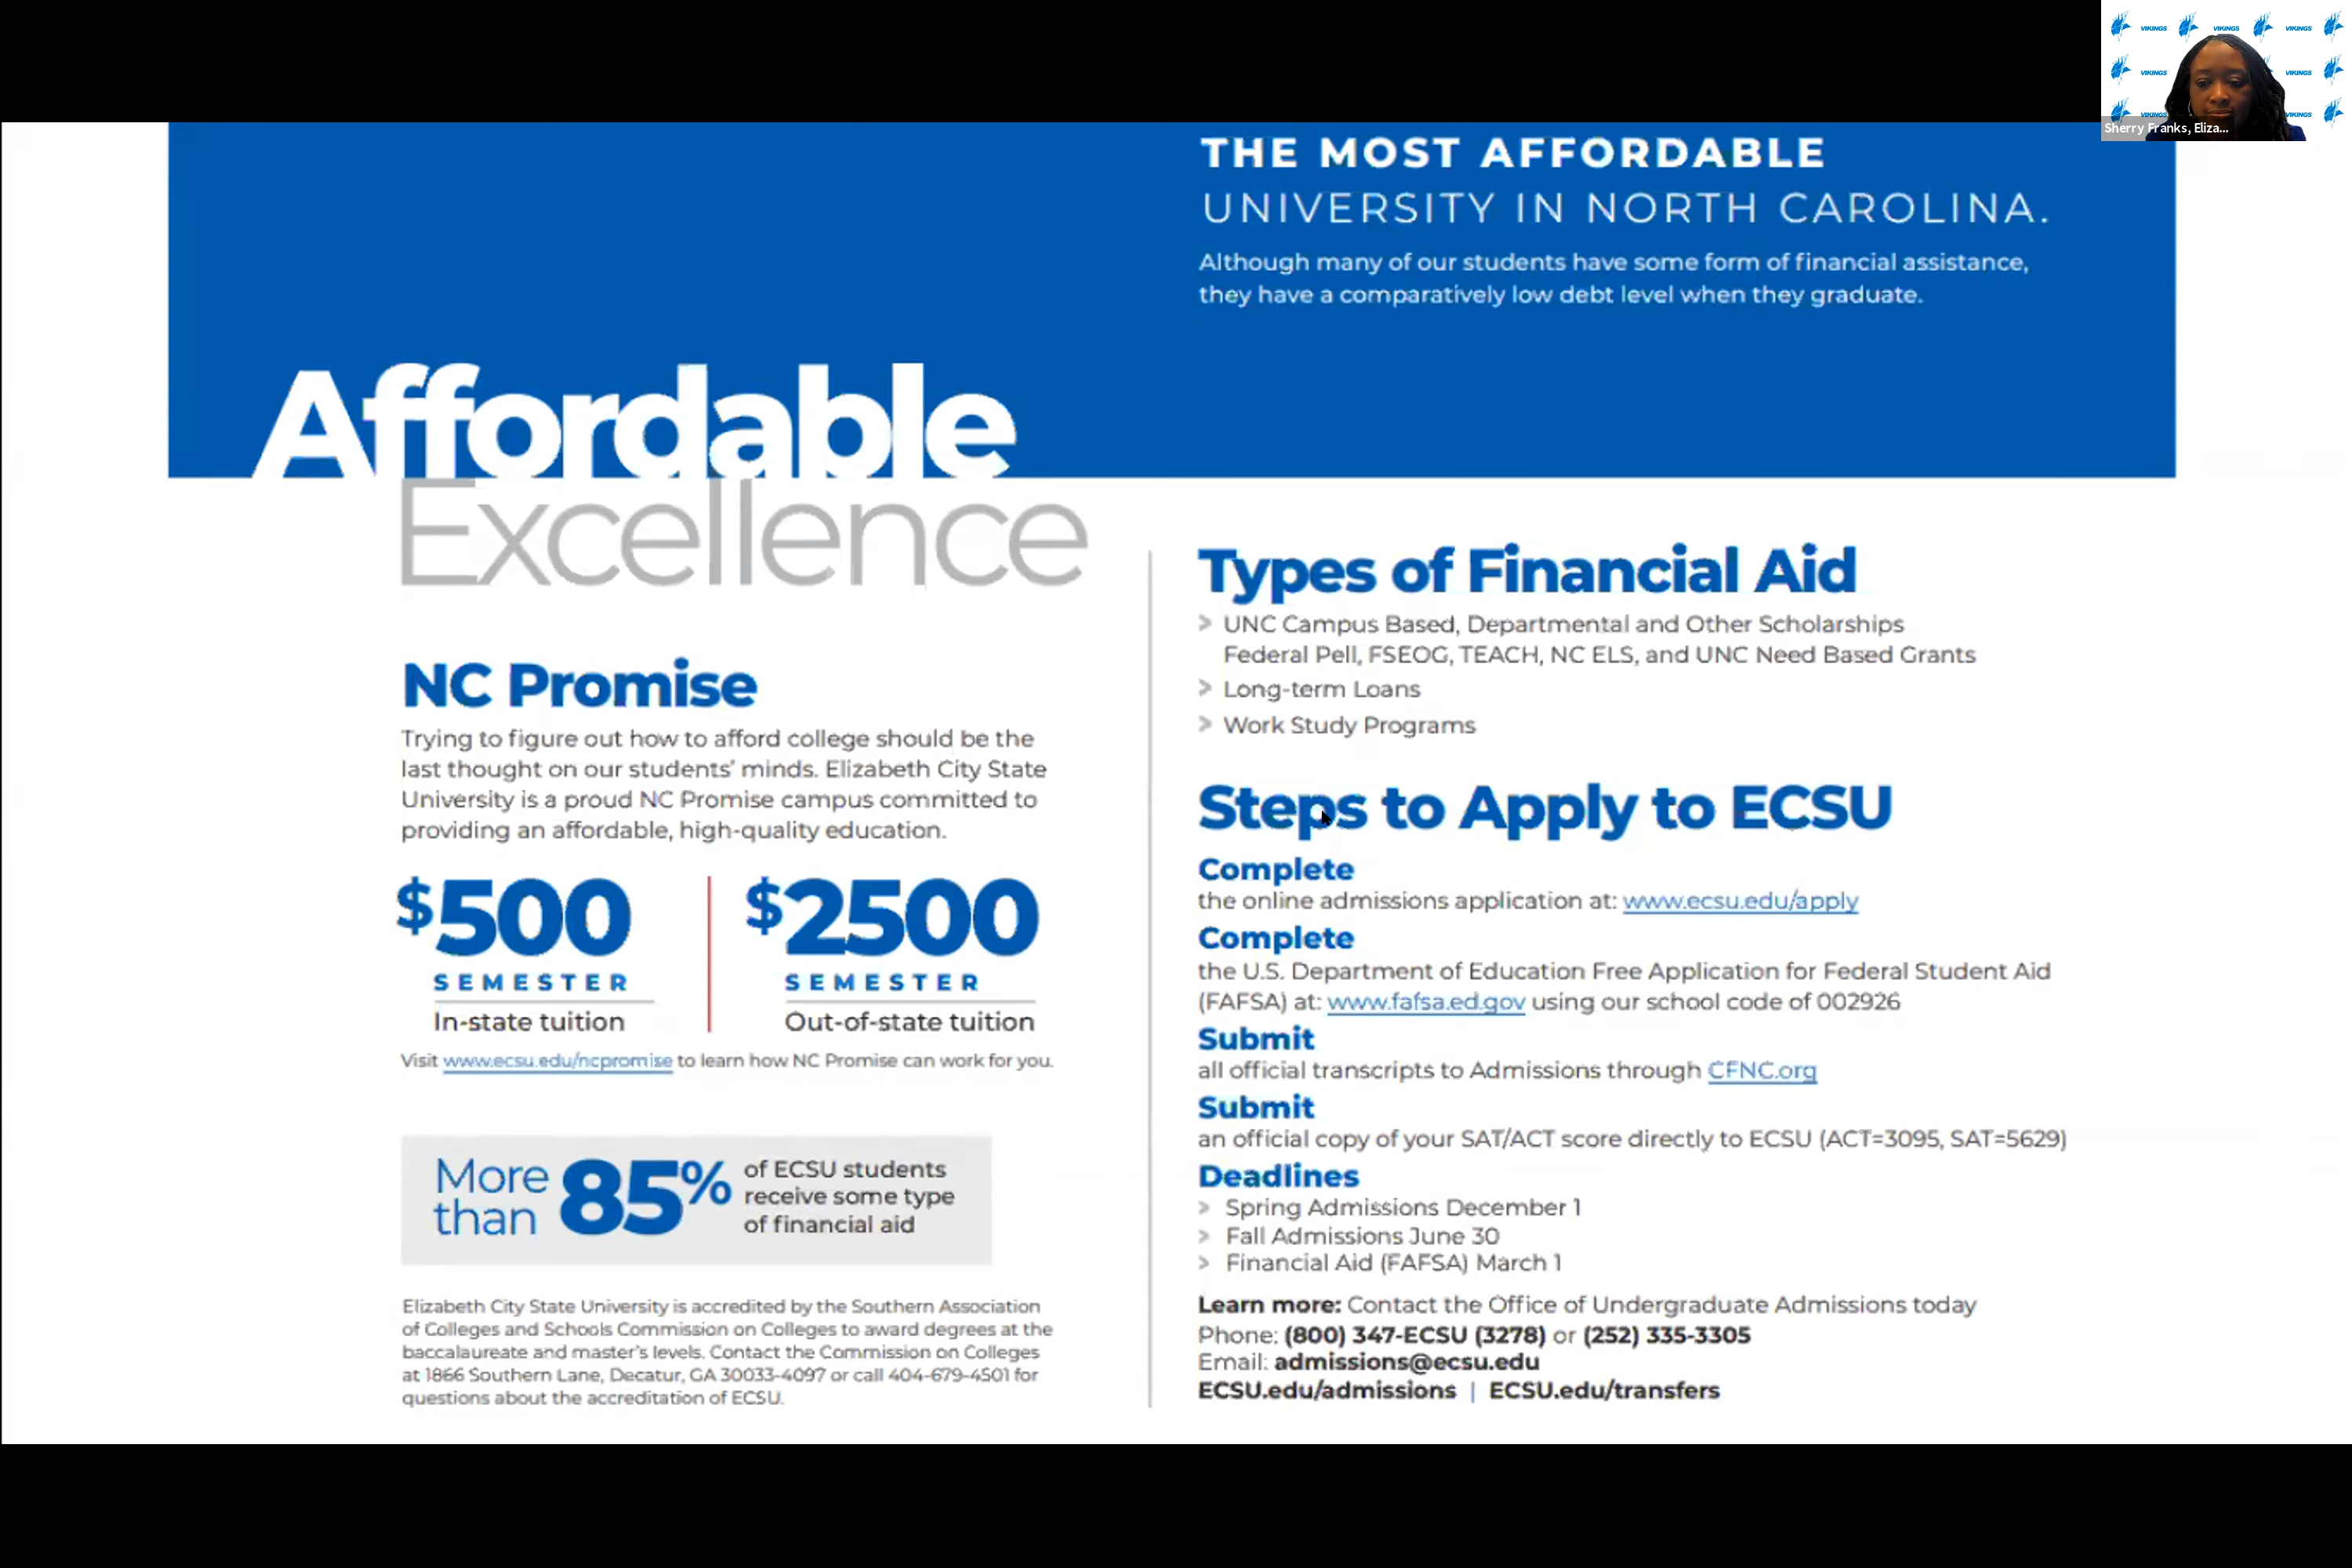 VIKINGS VIKINGS VIKINGS
VIKINGS VIKINGS
VIKINGS VIKINGS
Sherry Franks, Eliza...
THE MOST AFFORDABLE
UNIVERSITY IN NORTH CAROLINA.
Although many of our students have some form of financial assistance,
they have a comparatively low debt level when they graduate.
Affordable
Excellence
NC Promise
Trying to figure out how to afford college should be the
last thought on our students' minds. Elizabeth City State
University is a proud NC Promise campus committed to
providing an affordable, high-quality education.
$500
SEMESTER
In-state tuition
$2500
SEMESTER
Out-of-state tuition
Visit www.ecsu.edu/ncpromise to learn how NC Promise can work for you.
More
than
85%
of ECSU students
receive some type
of financial aid
Elizabeth City State University is accredited by the Southern Association
of Colleges and Schools Commission on Colleges to award degrees at the
baccalaureate and master's levels. Contact the Commission on Colleges
at 1866 Southern Lane, Decatur, GA 30033-4097 or call 404-679-4501 for
questions about the accreditation of ECSU.
Types of Financial Aid
> UNC Campus Based, Departmental and Other Scholarships
Federal Pell, FSEOG, TEACH, NC ELS, and UNC Need Based Grants
> Long-term Loans
> Work Study Programs
Steps to Apply to ECSU
Complete
the online admissions application at: www.ecsu.edu/apply
Complete
the U.S. Department of Education Free Application for Federal Student Aid
(FAFSA) at: www.fafsa.ed.gov using our school code of 002926
Submit
all official transcripts to Admissions through CFNC.org
Submit
an official copy of your SAT/ACT score directly to ECSU (ACT=3095, SAT=5629)
Deadlines
> Spring Admissions December 1
> Fall Admissions June 30
> Financial Aid (FAFSA) March 1
Learn more: Contact the Office of Undergraduate Admissions today
Phone: (800) 347-ECSU (3278) or (252) 335-3305
Email: admissions@ecsu.edu
ECSU.edu/admissions | ECSU.edu/transfers